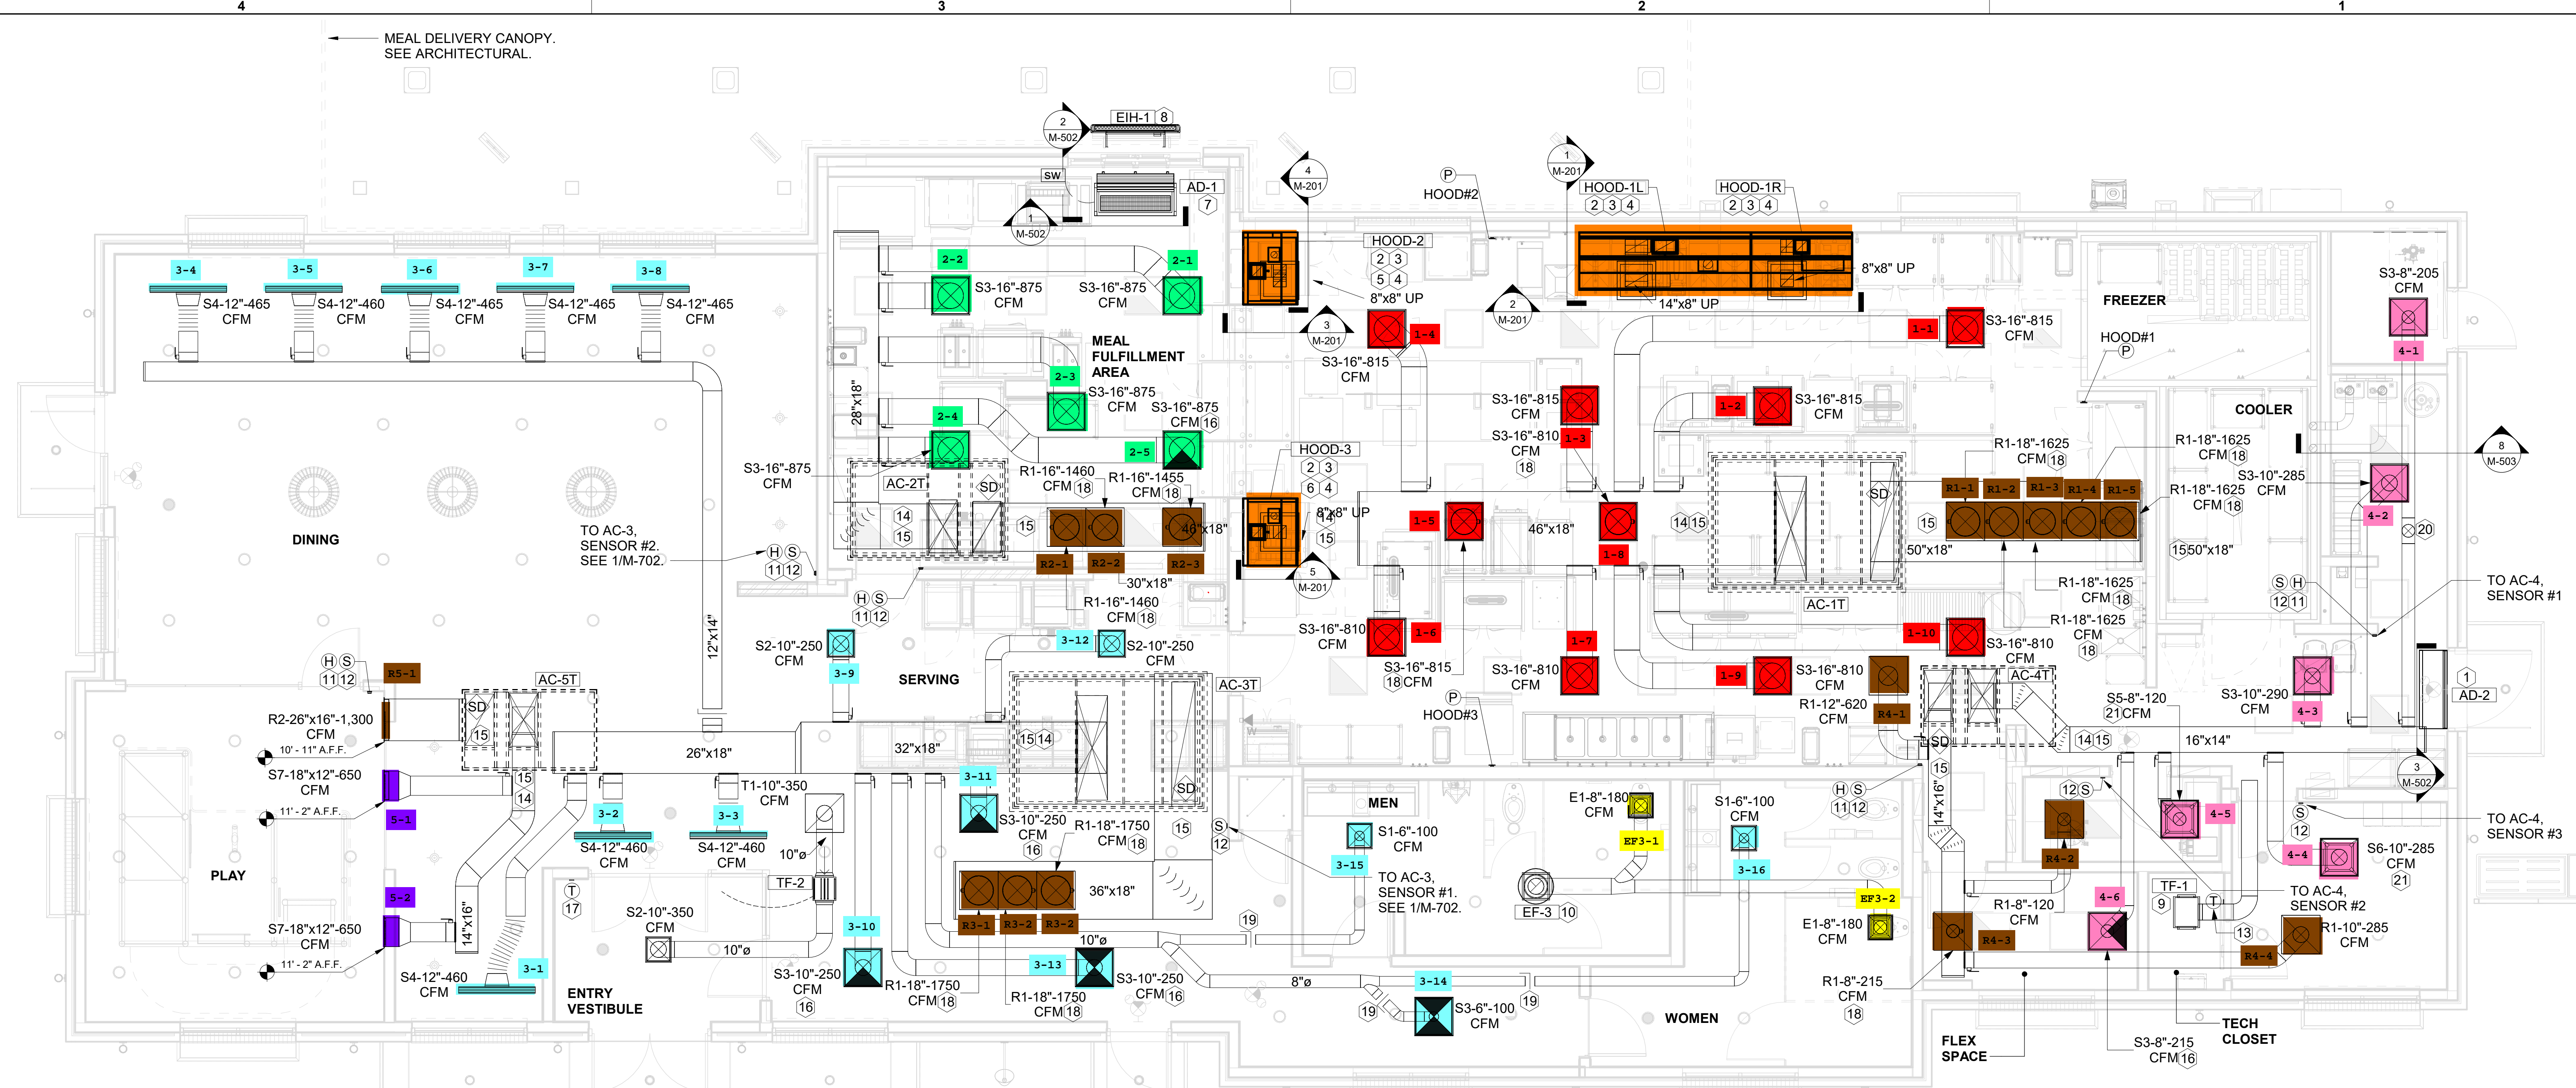 4
3
2
1
MEAL DELIVERY CANOPY.
SEE ARCHITECTURAL.
2
M-502
EIH-1
8
SW
AD-1
7
1
M-502
4
M-201
P
HOOD#2
1
M-201
HOOD-1L
2 3 4
HOOD-1R
2 3 4
HOOD-2
2 3
5 4
8"x8" UP
3
M-201
2
M-201
8"x8" UP
14"x8" UP
3-4
3-5
3-6
3-7
3-8
S4-12"-465
CFM
S4-12"-460
CFM
S4-12"-465
CFM
S4-12"-465
CFM
S4-12"-465
CFM
2-2
2-1
S3-16"-875
CFM
S3-16"-875
CFM
MEAL
FULFILLMENT
AREA
2-3
S3-16"-875
CFM
2-4
S3-16"-875
CFM 16
2-5
28"x18"
S3-16"-875
CFM
AC-2T
SD
14
15
15
R1-16"-1460
CFM 18
R1-16"-1455
CFM 18
46"x18"
R2-1
R2-2
R2-3
30"x18"
R1-16"-1460
CFM 18
HOOD-3
2 3
6 4
8"x8" UP
14
15
5
M-201
1-4
S3-16"-815
CFM
1-1
S3-16"-815
CFM
S3-16"-815
CFM
1-2
S3-16"-815
CFM
S3-16"-810
CFM
18
1-3
1-5
46"x18"
1-8
14 15
SD
AC-1T
15
R1-1
R1-2
R1-3
R1-4
R1-5
R1-18"-1625
CFM 18
R1-18"-1625
CFM 18
R1-18"-1625
CFM 18
50"x18"
15 50"x18"
R1-18"-1625
CFM 18
R1-18"-1625
CFM
18
HOOD#1
P
FREEZER
COOLER
S3-8"-205
CFM
4-1
S3-10"-285
CFM
4-2
20
8
M-503
S H
12 11
TO AC-4,
SENSOR #1
1
AD-2
S3-10"-290
CFM
4-3
DINING
TO AC-3,
SENSOR #2.
SEE 1/M-702.
H S
11 12
H S
11 12
12"x14"
S2-10"-250
CFM
3-9
3-12
S2-10"-250
CFM
SERVING
AC-3T
S3-16"-810
CFM
1-6
S3-16"-815
18 CFM
1-7
S3-16"-810
CFM
1-10
S3-16"-810
CFM
1-9
S3-16"-810
CFM
P
HOOD#3
R1-12"-620
CFM
R4-1
AC-4T
SD
15
S5-8"-120
21 CFM
14 15
16"x14"
3
M-502
H S
11 12
R5-1
R2-26"x16"-1,300
CFM
10' - 11" A.F.F.
S7-18"x12"-650
CFM
11' - 2" A.F.F.
5-1
AC-5T
SD
15
15
14
26"x18"
32"x18"
15 14
SD
15
3-2
S4-12"-460
CFM
3-3
S4-12"-460
CFM
T1-10"-350
CFM
10"ø
3-11
S3-10"-250
CFM
16
R1-18"-1750
CFM 18
36"x18"
R3-1
R3-2
R3-2
S
12
TO AC-3,
SENSOR #1.
SEE 1/M-702.
MEN
S1-6"-100
CFM
3-15
E1-8"-180
CFM
EF3-1
S1-6"-100
CFM
3-16
H S
11 12
14"x16"
12 S
R4-2
4-5
4-4
S6-10"-285
CFM
21
S
12
TO AC-4,
SENSOR #3
PLAY
5-2
S7-18"x12"-650
CFM
11' - 2" A.F.F.
14"x16"
S4-12"-460
CFM
3-1
T
17
TF-2
S2-10"-350
CFM
10"ø
ENTRY
VESTIBULE
3-10
S3-10"-250
CFM
16
R1-18"-1750
CFM 18
R1-18"-1750
CFM 18
10"ø
3-13
S3-10"-250
CFM 16
19
8"ø
19
3-14
S3-6"-100
CFM
19
EF-3
10
EF3-2
E1-8"-180
CFM
WOMEN
R4-3
R1-8"-120
CFM
R1-8"-215
CFM
18
4-6
TF-1
9
T
13
TO AC-4,
SENSOR #2
R1-10"-285
CFM
R4-4
FLEX
SPACE
TECH
CLOSET
S3-8"-215
CFM 16